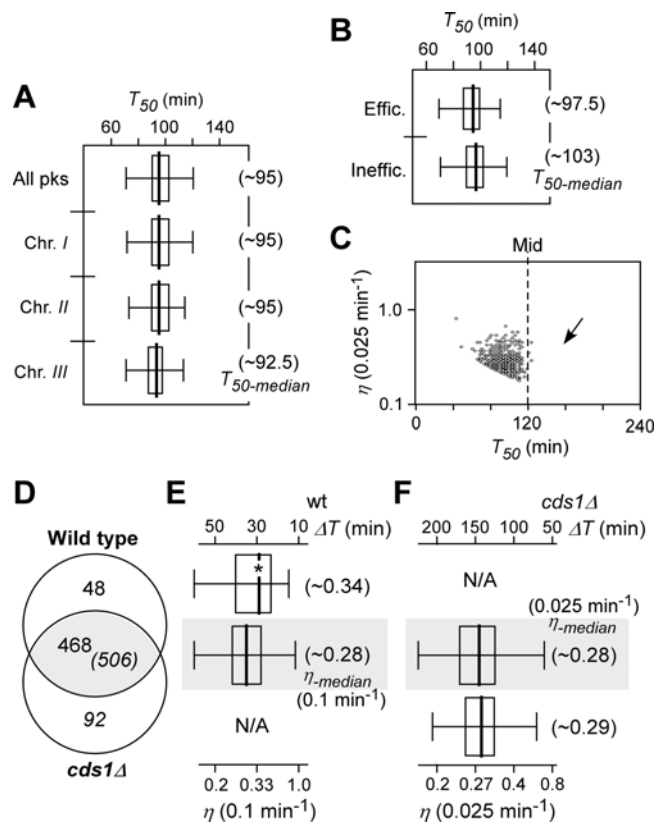 A
T50 (min)
60 100 140
All pks
(~95)
Chr. I
(~95)
Chr. II
(~95)
Chr. III
(~92.5)
T50-median
B
T50 (min)
60 100 140
Effic.
(~97.5)
Ineffic.
(~103)
T50-median
C
Mid
η (0.025 min-1)
1.0
0.1
0 120 240
T50 (min)
D
Wild type
48
468 (506)
92
cds1Δ
E
wt
50 30 10 ΔT (min)
*
(~0.34)
(~0.28)
η-median
(0.1 min-1)
N/A
0.2 0.33 1.0
η (0.1 min-1)
F
cds1Δ
200 150 100 50 ΔT (min)
N/A
(0.025 min-1)
η-median
(~0.28)
(~0.29)
0.2 0.27 0.4 0.8
η (0.025 min-1)